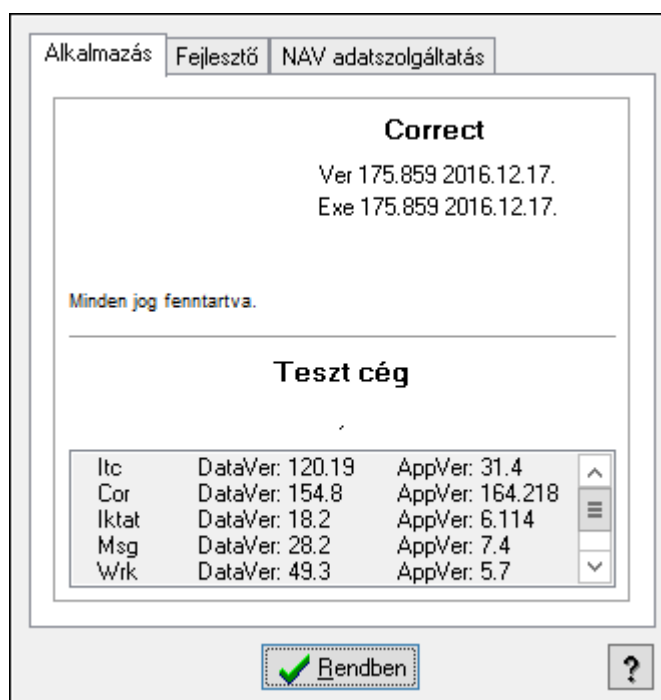 Alkalmazás Fejlesztő NAV adatszolgáltatás
Correct
Ver 175.859 2016.12.17.
Exe 175.859 2016.12.17.
Minden jog fenntartva.
Teszt cég
,
Itc DataVer: 120.19 AppVer: 31.4
Cor DataVer: 154.8 AppVer: 164.218
Iktat DataVer: 18.2 AppVer: 6.114
Msg DataVer: 28.2 AppVer: 7.4
Wrk DataVer: 49.3 AppVer: 5.7
Rendben ?